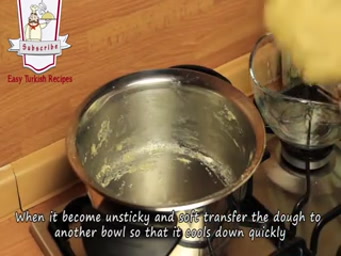 Subscribe
Easy Turkish Recipes
When it become unsticky and soft transfer the dough to
another bowl so that it cools down quickly